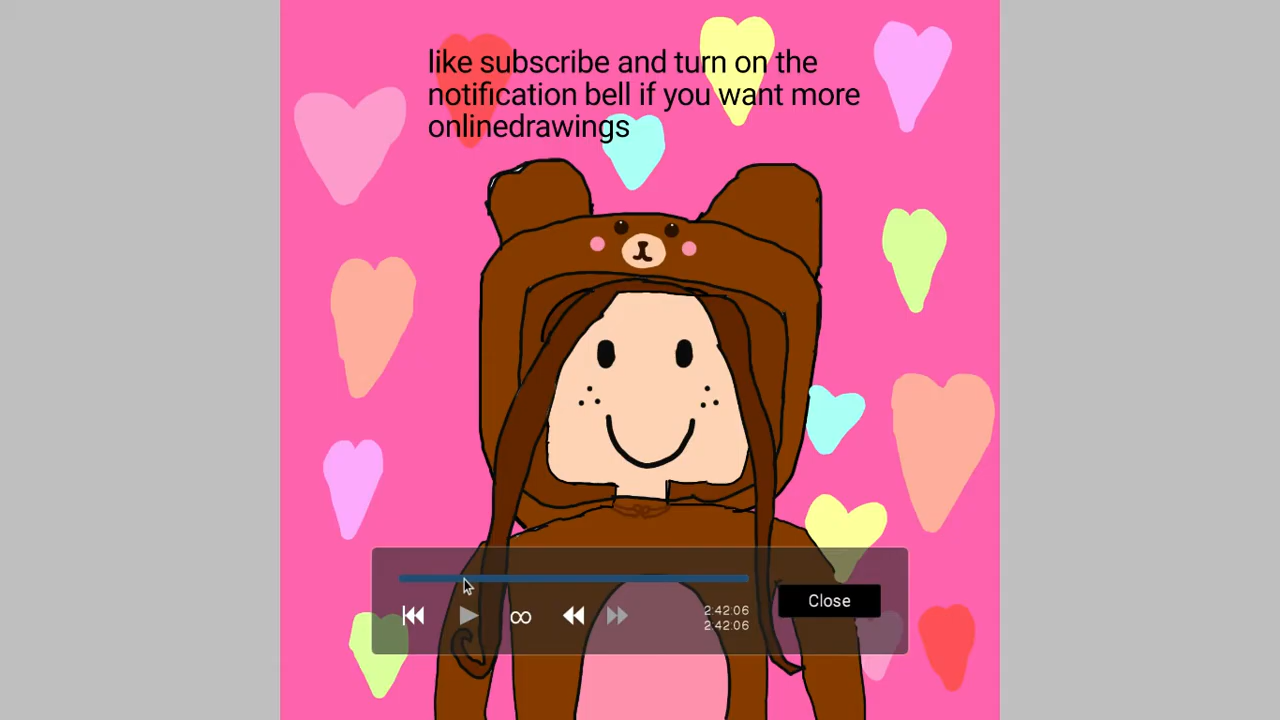 like subscribe and turn on the
notification bell if you want more
onlinedrawings
2:42:06
2:42:06
Close